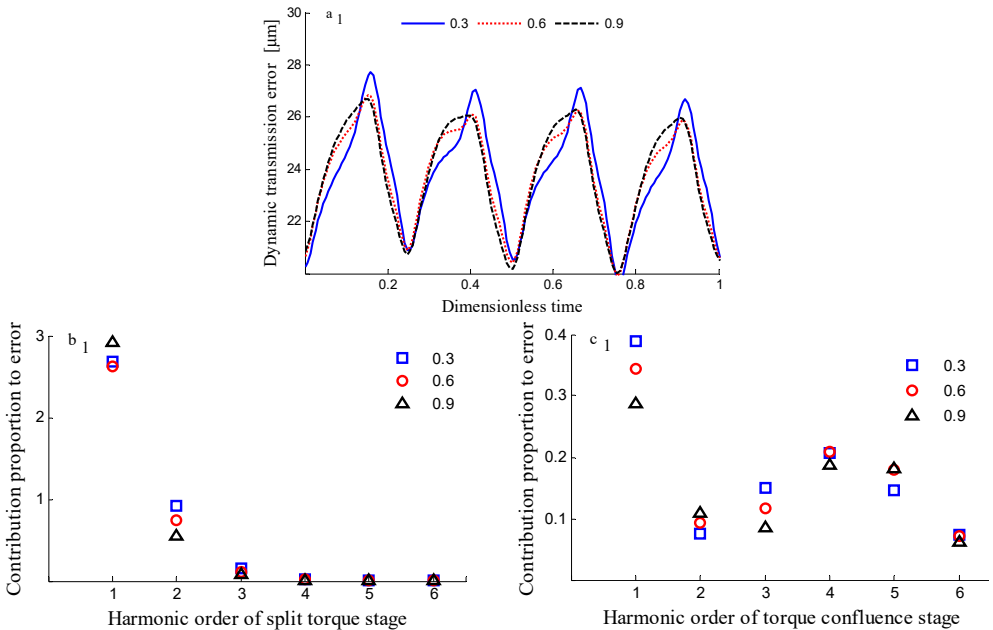 a 1
0.3 0.6 0.9
30
28
26
24
22
Dynamic transmission error [μm]
0.2 0.4 0.6 0.8 1
Dimensionless time
b 1
0.3
0.6
0.9
3
2
1
Contribution proportion to error
1 2 3 4 5 6
Harmonic order of split torque stage
c 1
0.3
0.6
0.9
0.4
0.3
0.2
0.1
Contribution proportion to error
1 2 3 4 5 6
Harmonic order of torque confluence stage